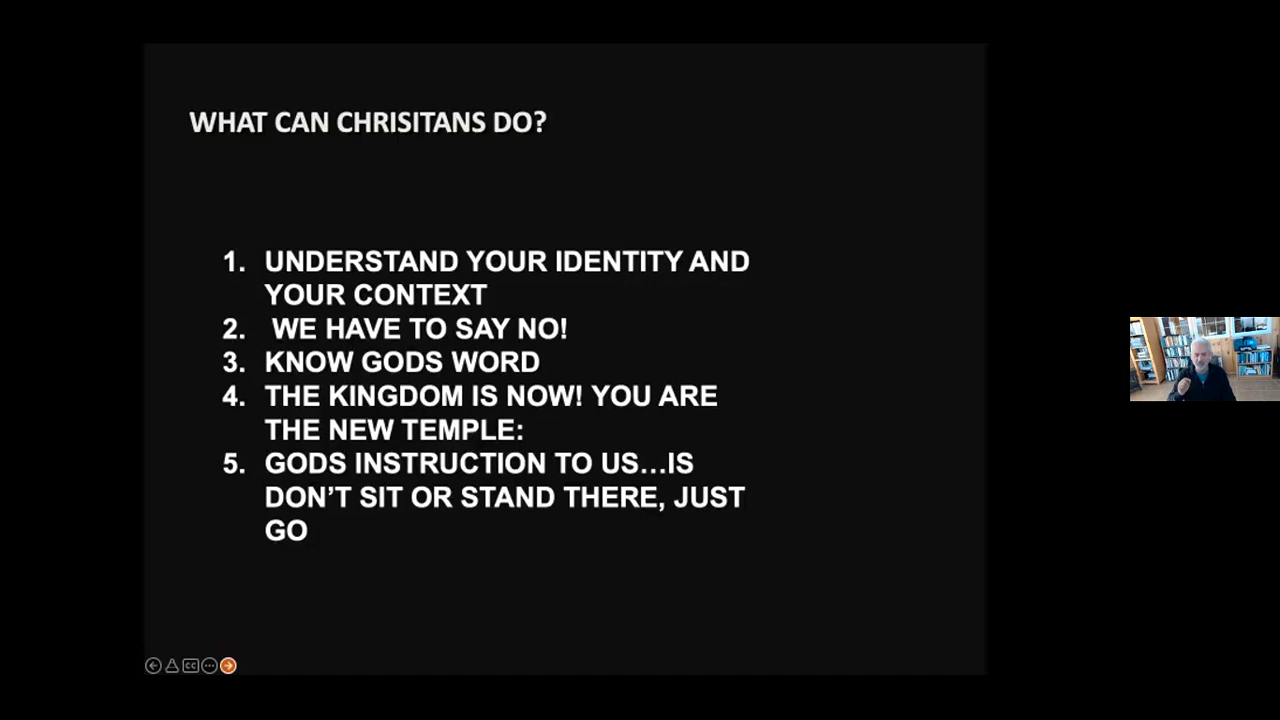 WHAT CAN CHRISITANS DO?
1. UNDERSTAND YOUR IDENTITY AND
YOUR CONTEXT
2. WE HAVE TO SAY NO!
3. KNOW GODS WORD
4. THE KINGDOM IS NOW! YOU ARE
THE NEW TEMPLE:
5. GODS INSTRUCTION TO US…IS
DON’T SIT OR STAND THERE, JUST
GO
CC